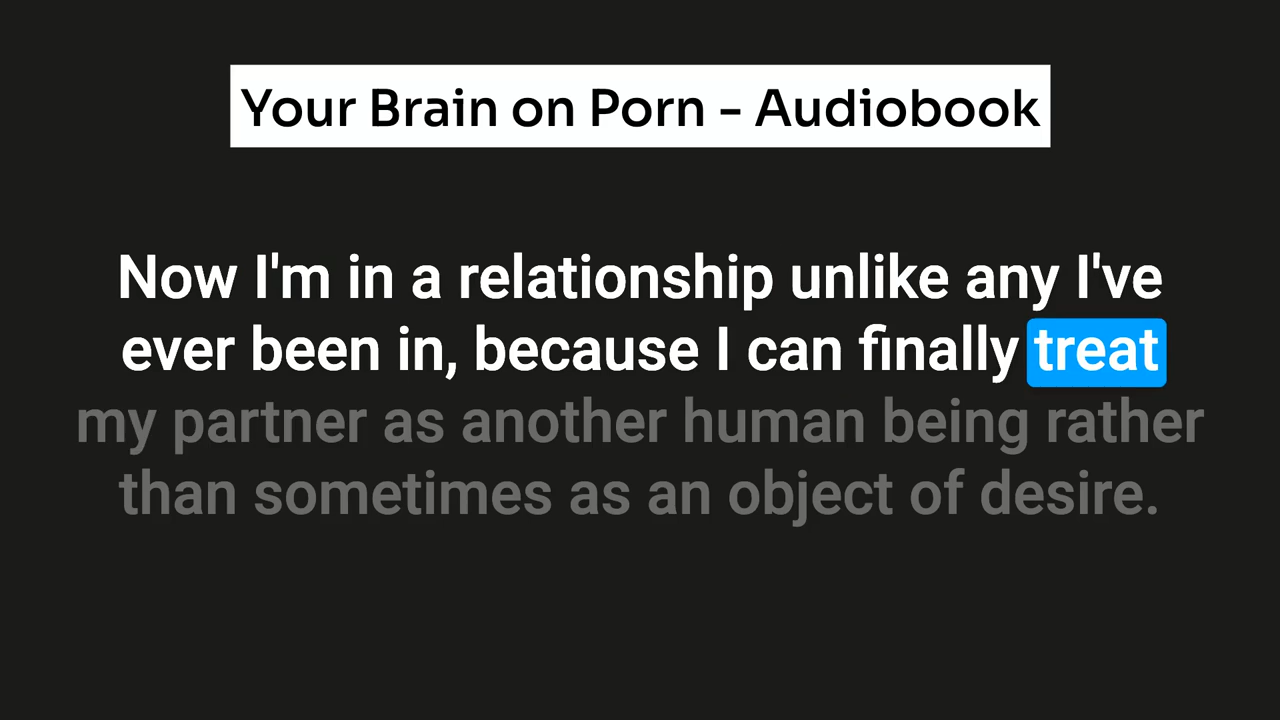 Your Brain on Porn - Audiobook
Now I'm in a relationship unlike any I've
ever been in, because I can finally treat
my partner as another human being rather
than sometimes as an object of desire.